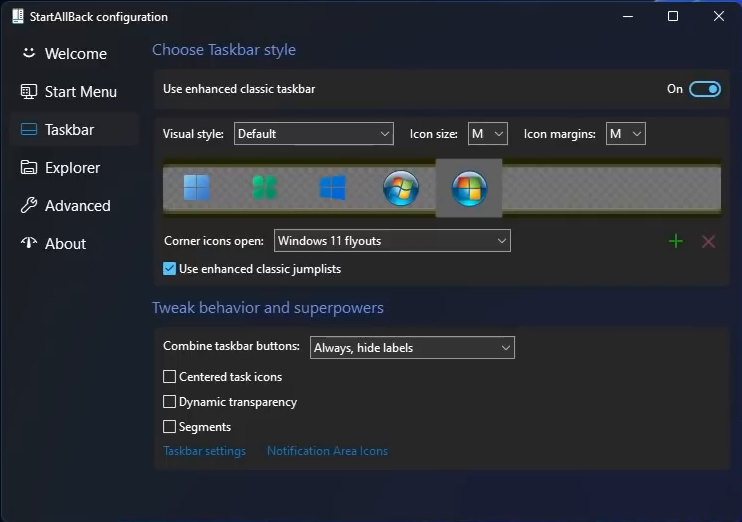 StartAllBack configuration
Welcome
Start Menu
Taskbar
Explorer
Advanced
About
Choose Taskbar style
Use enhanced classic taskbar
On
Visual style: Default Icon size: M Icon margins: M
Corner icons open: Windows 11 flyouts
Use enhanced classic jumplists
Tweak behavior and superpowers
Combine taskbar buttons: Always, hide labels
Centered task icons
Dynamic transparency
Segments
Taskbar settings Notification Area Icons